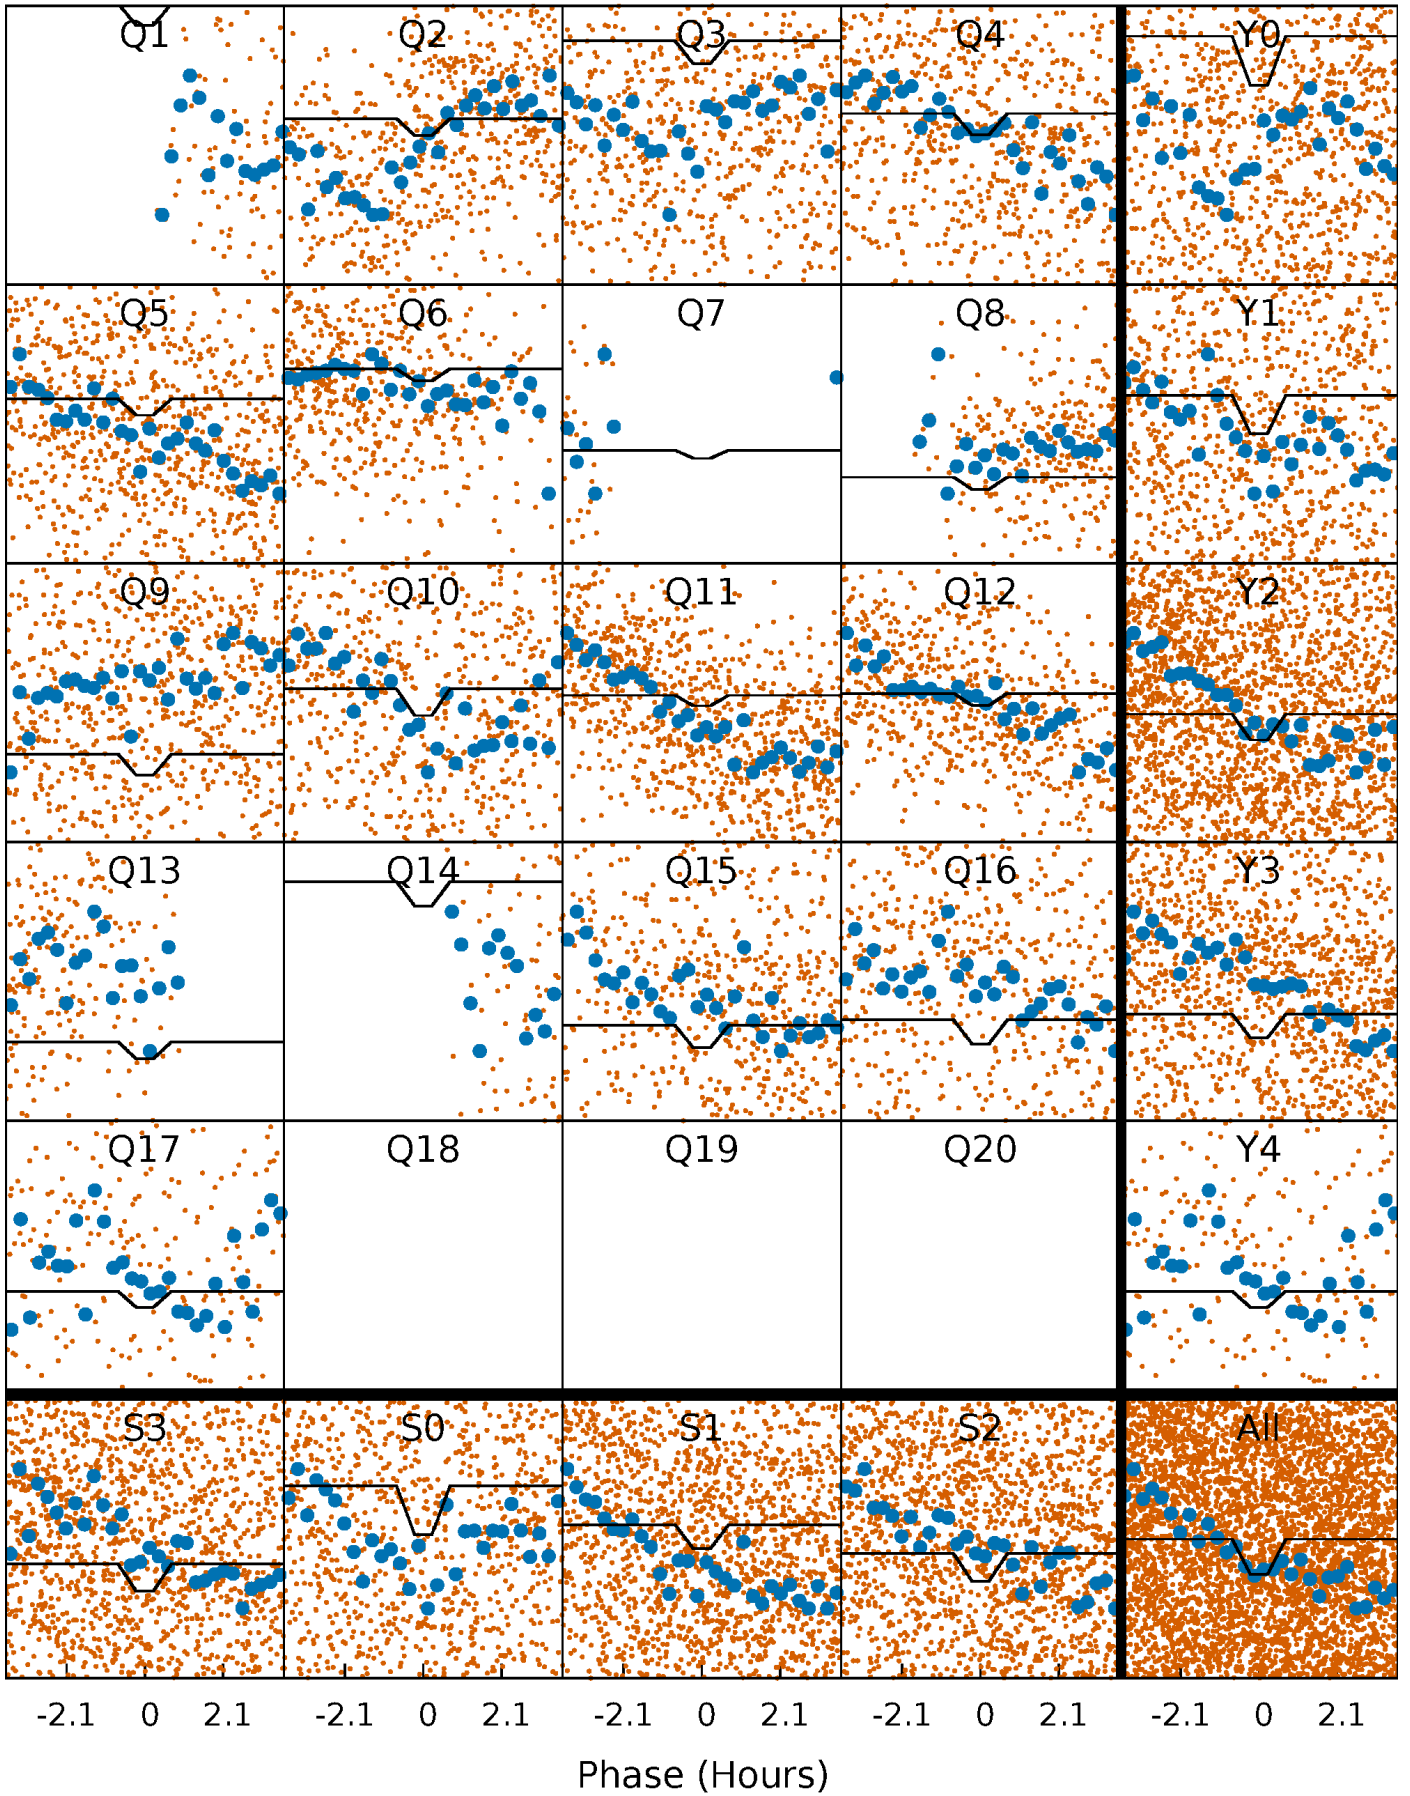 Q1 Q2 Q3 Q4 Y0
Q5 Q6 Q7 Q8 Y1
Q9 Q10 Q11 Q12 Y2
Q13 Q14 Q15 Q16 Y3
Q17 Q18 Q19 Q20 Y4
S3 S0 S1 S2 All
-2.1 0 2.1 -2.1 0 2.1 -2.1 0 2.1 -2.1 0 2.1 -2.1 0 2.1
Phase (Hours)